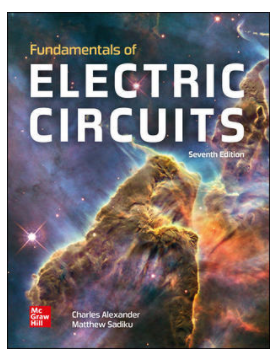 Fundamentals of
ELECTRIC
CIRCUITS
Seventh Edition
Mc
Graw
Hill
Charles Alexander
Matthew Sadiku